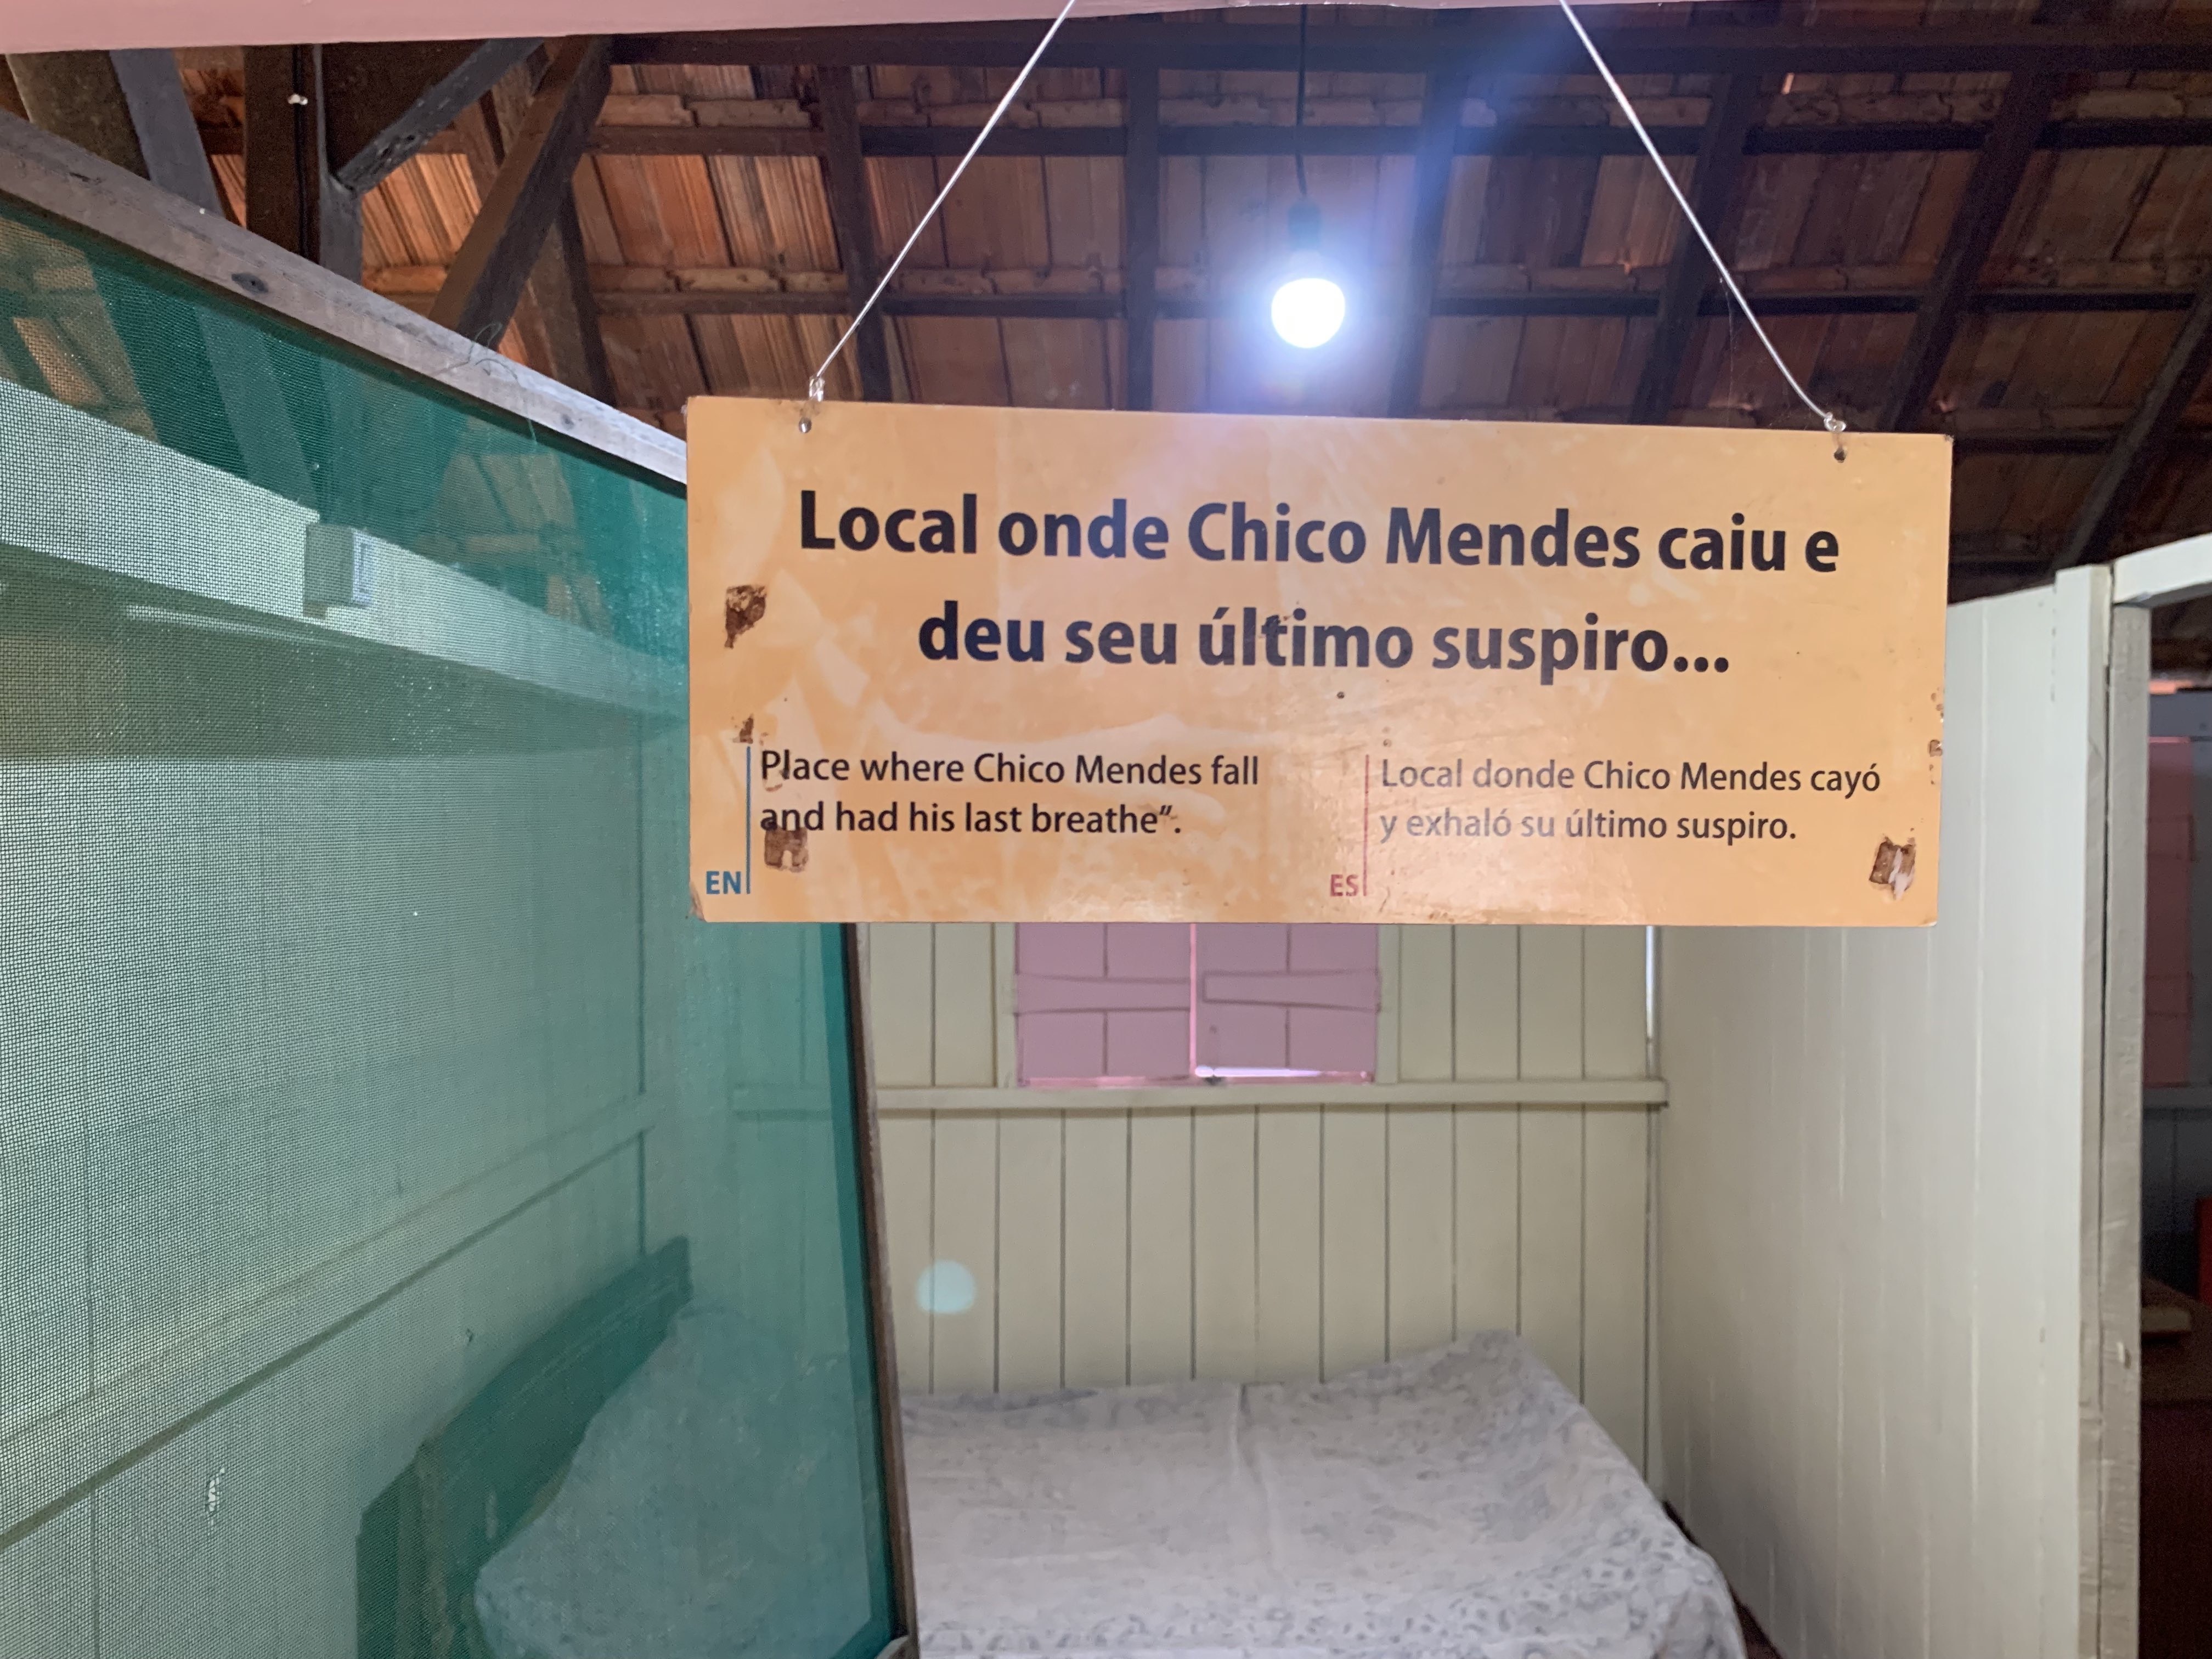 Local onde Chico Mendes caiu e
deu seu último suspiro...
Place where Chico Mendes fall
and had his last breathe”.
EN
Local donde Chico Mendes cayó
y exhaló su último suspiro.
ES